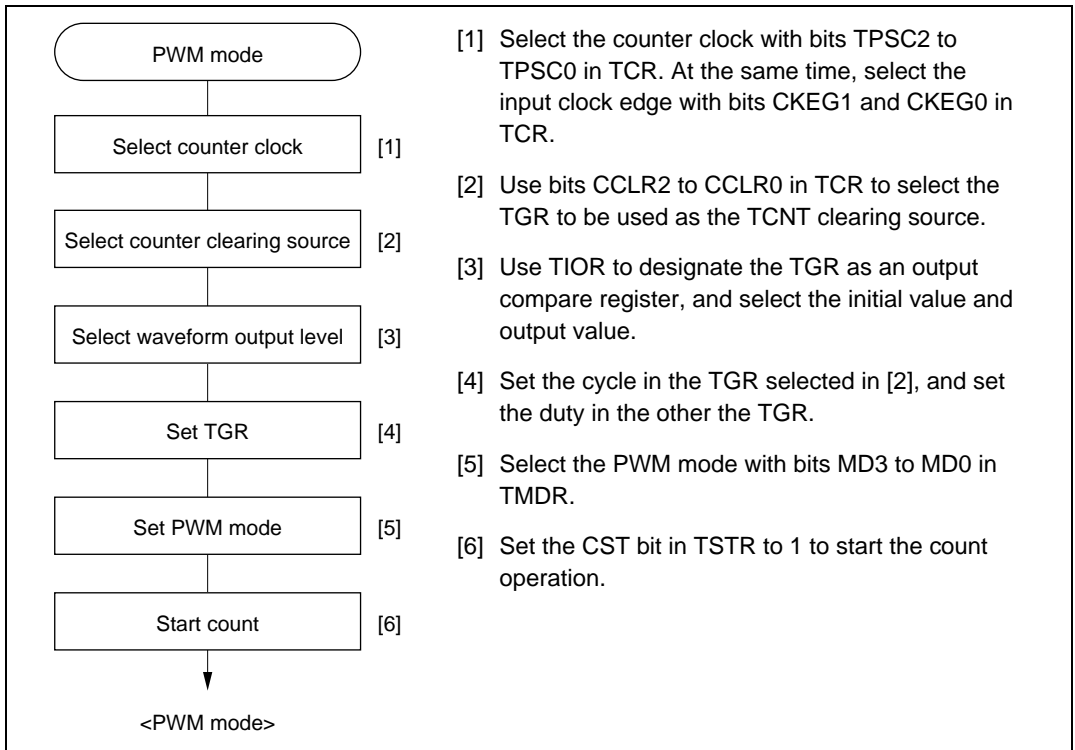 PWM mode
Select counter clock [1]
Select counter clearing source [2]
Select waveform output level [3]
Set TGR [4]
Set PWM mode [5]
Start count [6]
<PWM mode>
[1] Select the counter clock with bits TPSC2 to
TPSC0 in TCR. At the same time, select the
input clock edge with bits CKEG1 and CKEG0 in
TCR.
[2] Use bits CCLR2 to CCLR0 in TCR to select the
TGR to be used as the TCNT clearing source.
[3] Use TIOR to designate the TGR as an output
compare register, and select the initial value and
output value.
[4] Set the cycle in the TGR selected in [2], and set
the duty in the other the TGR.
[5] Select the PWM mode with bits MD3 to MD0 in
TMDR.
[6] Set the CST bit in TSTR to 1 to start the count
operation.